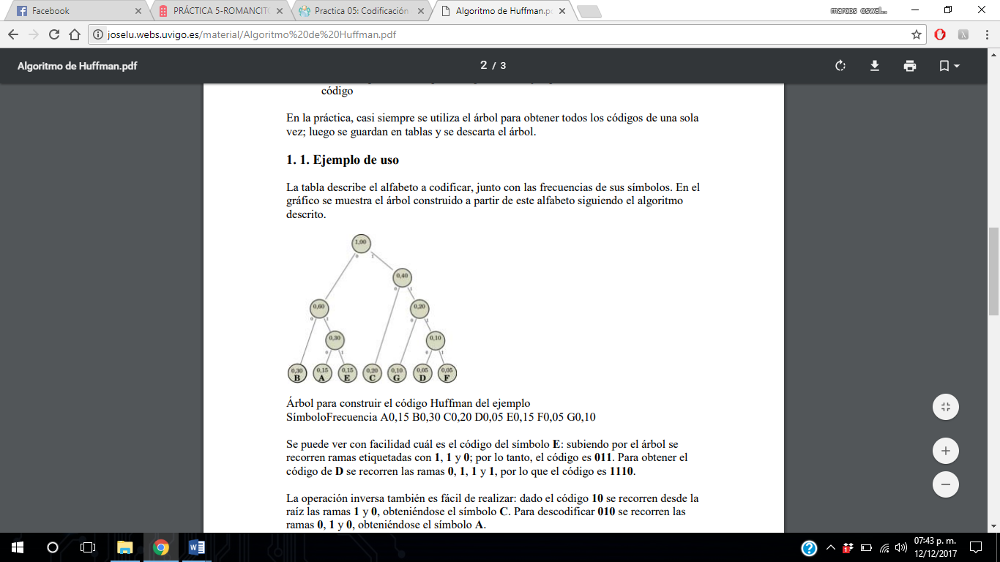 Facebook
PRÁCTICA 5-ROMANCITO
Practica 05: Codificación
Algoritmo de Huffman.p
marcos_oswal...
joselu.webs.uvigo.es/material/Algoritmo%20de%20Huffman.pdf
Algoritmo de Huffman.pdf
2 / 3
código
En la práctica, casi siempre se utiliza el árbol para obtener todos los códigos de una sola
vez; luego se guardan en tablas y se descarta el árbol.
1. 1. Ejemplo de uso
La tabla describe el alfabeto a codificar, junto con las frecuencias de sus símbolos. En el
gráfico se muestra el árbol construido a partir de este alfabeto siguiendo el algoritmo
descrito.
1,00
0 1
0,40
0 1
0,60 0,20
0 1 0 1
0,30 0,10
0 1 0 1
0,30 0,15 0,15 0,20 0,10 0,05 0,05
B A E C G D F
Árbol para construir el código Huffman del ejemplo
SímboloFrecuencia A0,15 B0,30 C0,20 D0,05 E0,15 F0,05 G0,10
Se puede ver con facilidad cuál es el código del símbolo E: subiendo por el árbol se
recorren ramas etiquetadas con 1, 1 y 0; por lo tanto, el código es 011. Para obtener el
código de D se recorren las ramas 0, 1, 1 y 1, por lo que el código es 1110.
La operación inversa también es fácil de realizar: dado el código 10 se recorren desde la
raíz las ramas 1 y 0, obteniéndose el símbolo C. Para descodificar 010 se recorren las
ramas 0, 1 y 0, obteniéndose el símbolo A.
07:43 p. m.
12/12/2017